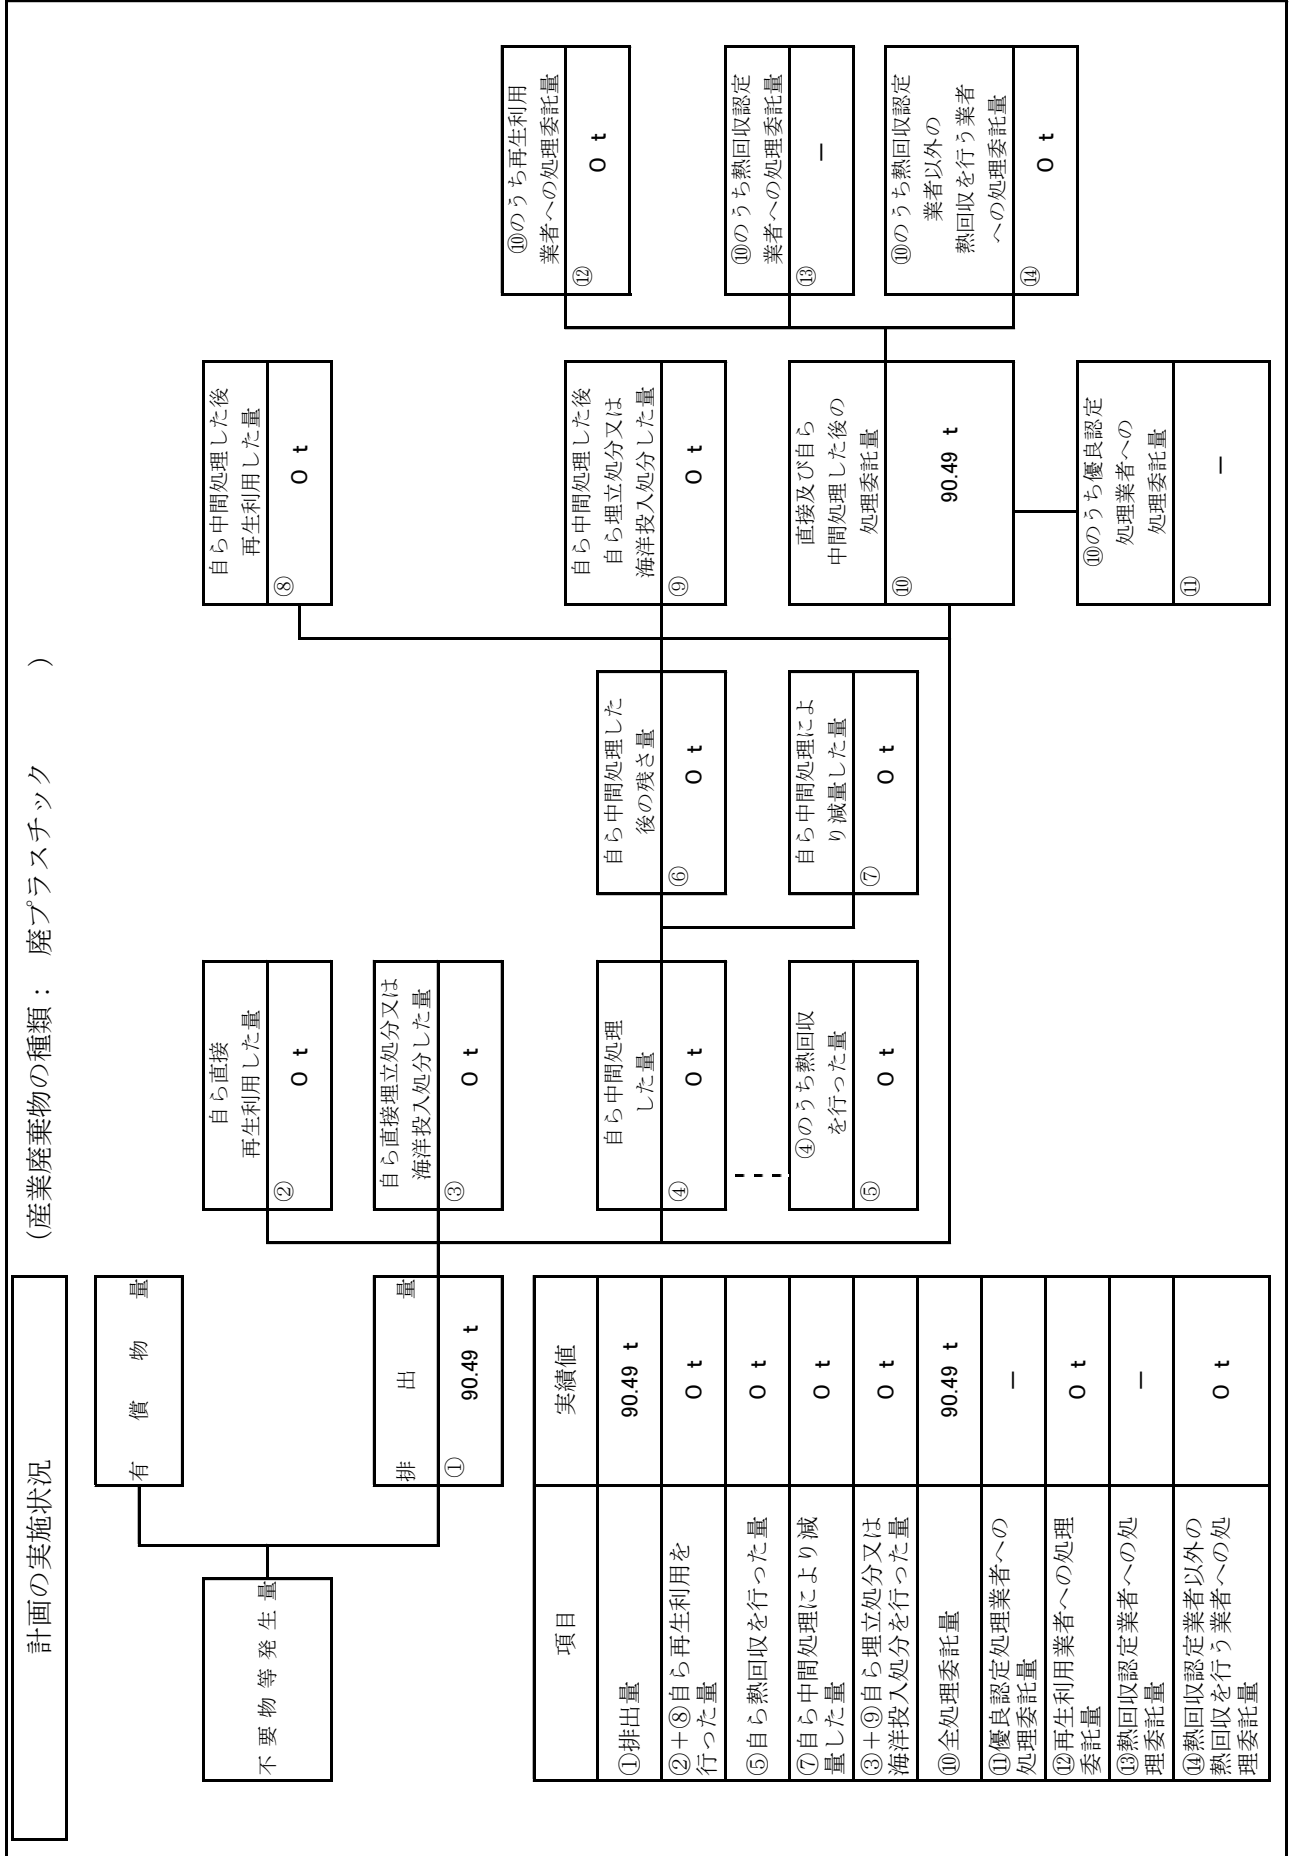 計画の実施状況
(産業廃棄物の種類： 廃プラスチック )
不要物等発生量
有償物量
排出量
①
90.49 t
自ら直接
再生利用した量
②
0 t
自ら直接埋立処分又は
海洋投入処分した量
③
0 t
自ら中間処理
した量
④
0 t
④のうち熱回収
を行った量
⑤
0 t
自ら中間処理した
後の残さ量
⑥
0 t
自ら中間処理によ
り減量した量
⑦
0 t
自ら中間処理した後
再生利用した量
⑧
0 t
自ら中間処理した後
自ら埋立処分又は
海洋投入処分した量
⑨
0 t
直接及び自ら
中間処理した後の
処理委託量
⑩
90.49 t
⑩のうち優良認定
処理業者への
処理委託量
⑪
－
⑩のうち再生利用
業者への処理委託量
⑫
0 t
⑩のうち熱回収認定
業者への処理委託量
⑬
－
⑩のうち熱回収認定
業者以外の
熱回収を行う業者
への処理委託量
⑭
0 t
項目 実績値
①排出量 90.49 t
②＋⑧自ら再生利用を
行った量 0 t
⑤自ら熱回収を行った量 0 t
⑦自ら中間処理により減
量した量 0 t
③＋⑨自ら埋立処分又は
海洋投入処分を行った量 0 t
⑩全処理委託量 90.49 t
⑪優良認定処理業者への
処理委託量 －
⑫再生利用業者への処理
委託量 0 t
⑬熱回収認定業者への処
理委託量 －
⑭熱回収認定業者以外の
熱回収を行う業者への処
理委託量 0 t